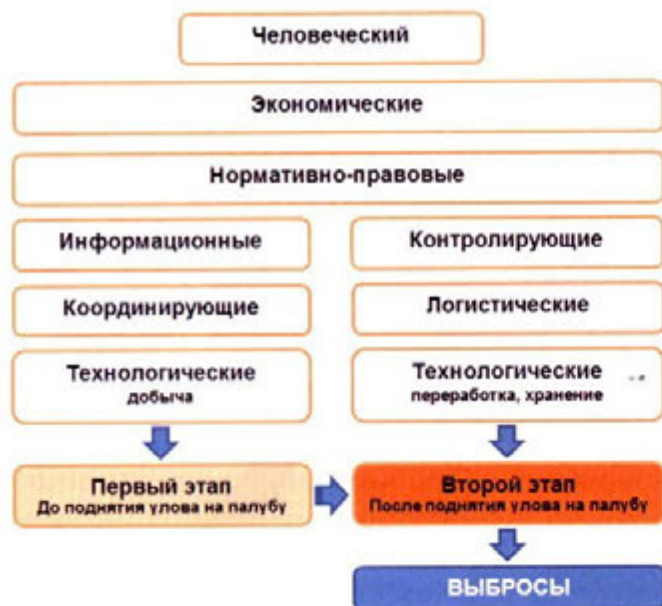 Человеческий
Экономические
Нормативно-правовые
Информационные
Контролирующие
Координирующие
Логистические
Технологические
добыча
Технологические
переработка, хранение
Первый этап
До поднятия улова на палубу
Второй этап
После поднятия улова на палубу
ВЫБРОСЫ